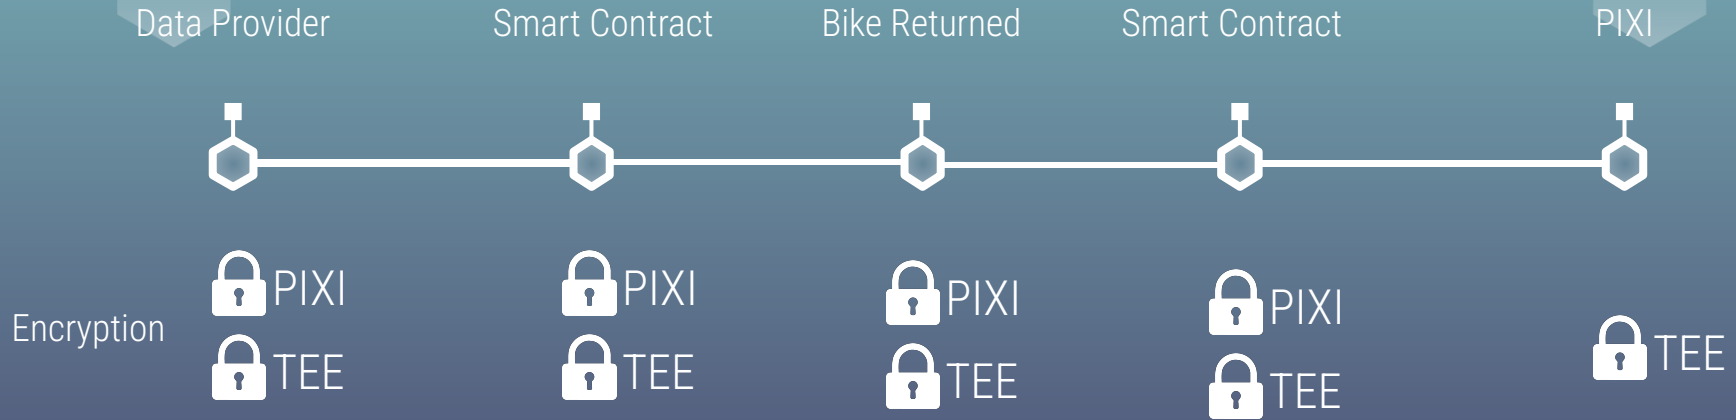 Data Provider
Smart Contract
Bike Returned
Smart Contract
PIXI
Encryption
PIXI
TEE
PIXI
TEE
PIXI
TEE
PIXI
TEE
TEE